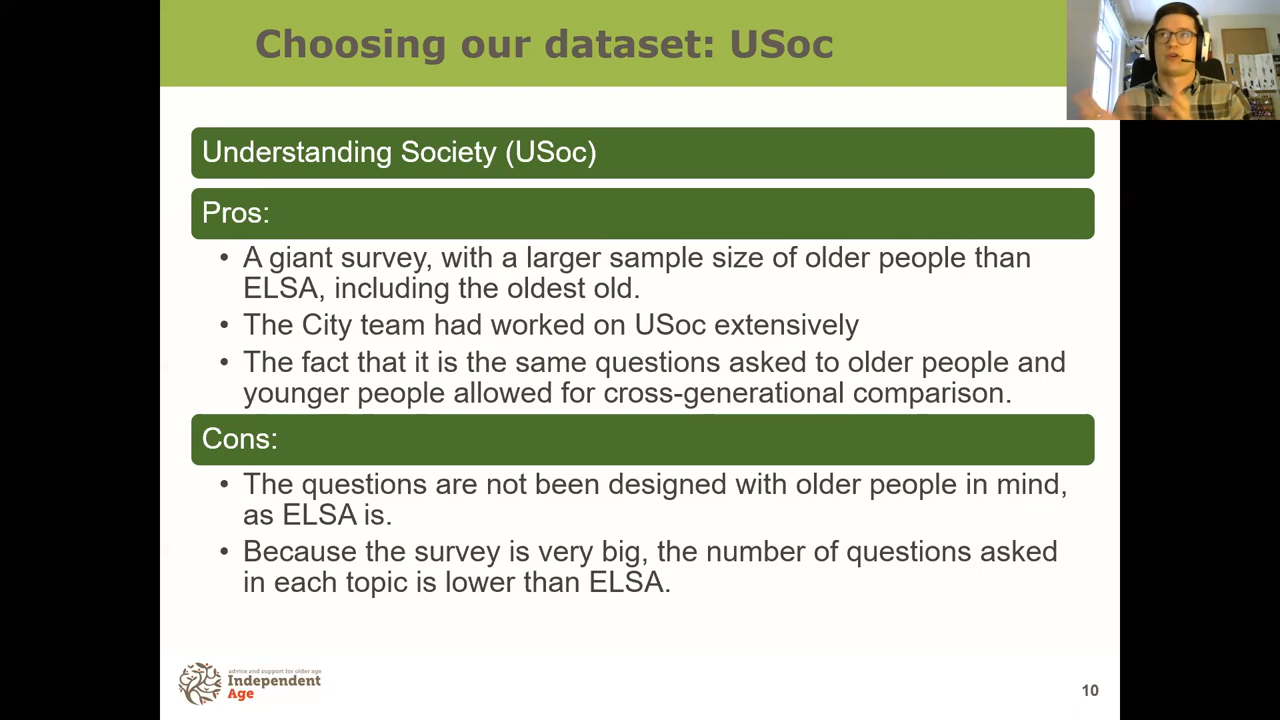 Choosing our dataset: USoc
Understanding Society (USoc)
Pros:
• A giant survey, with a larger sample size of older people than
ELSA, including the oldest old.
• The City team had worked on USoc extensively
• The fact that it is the same questions asked to older people and
younger people allowed for cross-generational comparison.
Cons:
• The questions are not been designed with older people in mind,
as ELSA is.
• Because the survey is very big, the number of questions asked
in each topic is lower than ELSA.
advice and support for older age
Independent
Age
10